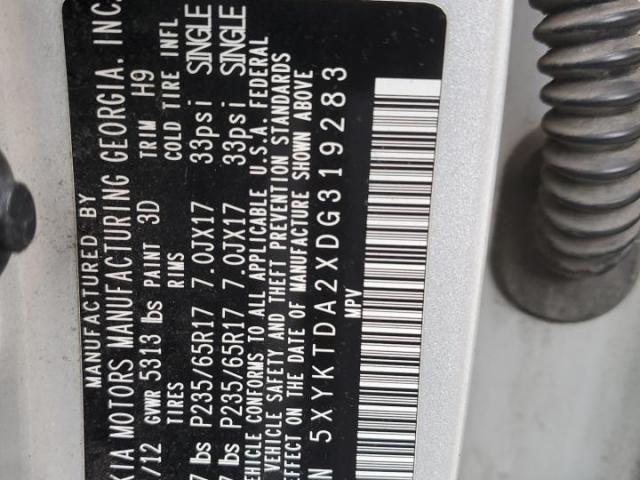 MANUFACTURED BY
KIA MOTORS MANUFACTURING GEORGIA. INC.
/12 GVWR 5313 lbs PAINT 3D TRIM H9
TIRES RIMS COLD TIRE INFL
7 lbs P235/65R17 7.0JX17 33psi SINGLE
7 lbs P235/65R17 7.0JX17 33psi SINGLE
VEHICLE CONFORMS TO ALL APPLICABLE U.S.A. FEDERAL
VEHICLE SAFETY AND THEFT PREVENTION STANDARDS
EFFECT ON THE DATE OF MANUFACTURE SHOWN ABOVE
N 5XYKTDA2XDG319283
MPV